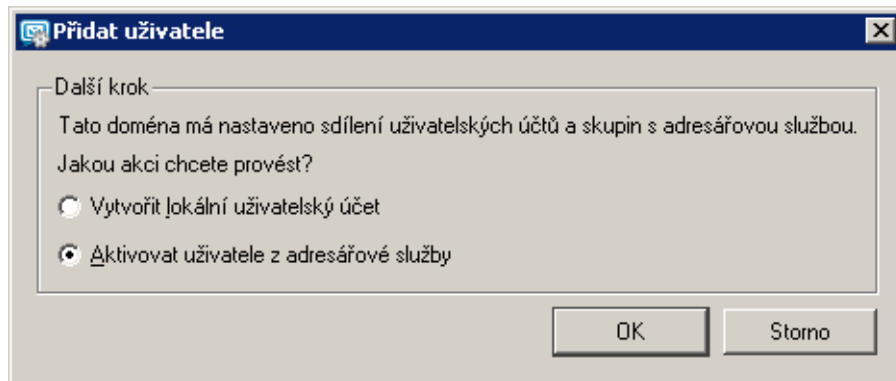 Přidat uživatele
Další krok
Tato doména má nastaveno sdílení uživatelských účtů a skupin s adresářovou službou.
Jakou akci chcete provést?
Vytvořit lokální uživatelský účet
Aktivovat uživatele z adresářové služby
OK
Storno